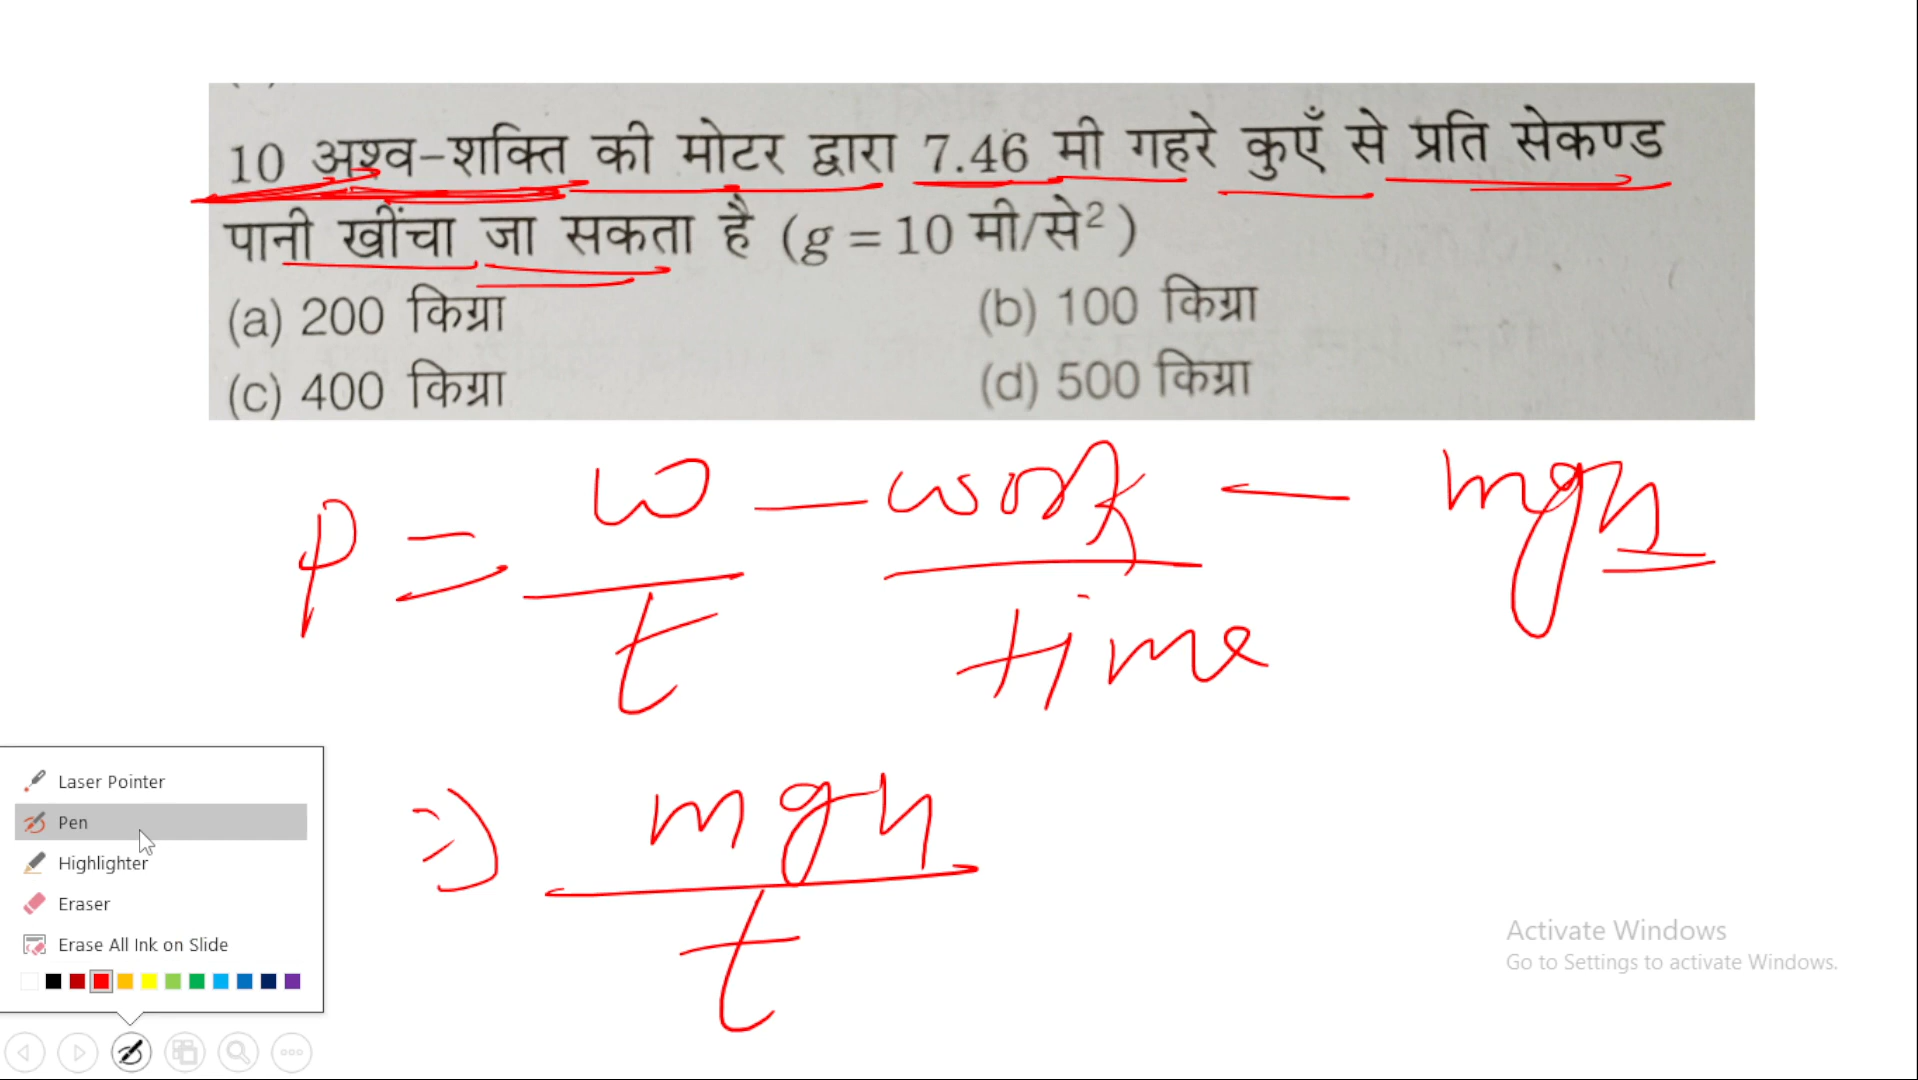 10 अश्व-शक्ति की मोटर द्वारा 7.46 मी गहरे कुएँ से प्रति सेकण्ड
पानी खींचा जा सकता है (g = 10 मी/से²)
(a) 200 किग्रा (b) 100 किग्रा
(c) 400 किग्रा (d) 500 किग्रा
P = w/t — work/time — mgh
=) mgh/t
Laser Pointer
Pen
Highlighter
Eraser
Erase All Ink on Slide
Activate Windows
Go to Settings to activate Windows.